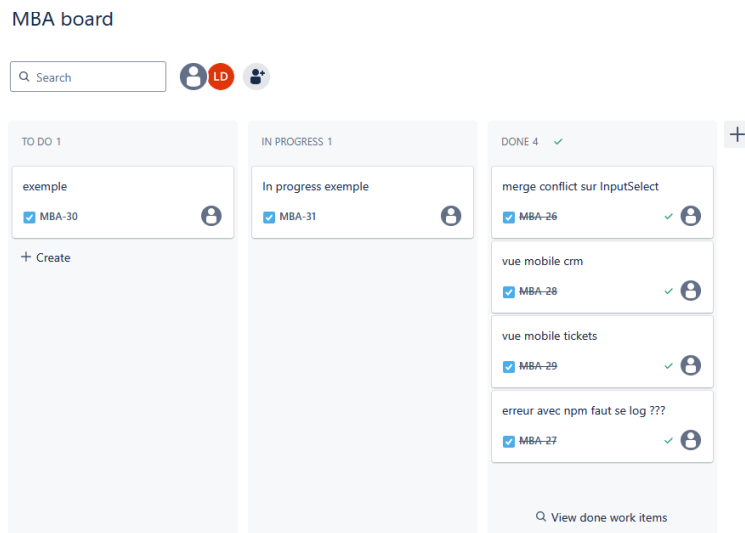 MBA board
Search
LD
TO DO 1
IN PROGRESS 1
DONE 4
exemple
MBA-30
Create
In progress exemple
MBA-31
merge conflict sur InputSelect
MBA-26
vue mobile crm
MBA-28
vue mobile tickets
MBA-29
erreur avec npm faut se log ???
MBA-27
View done work items